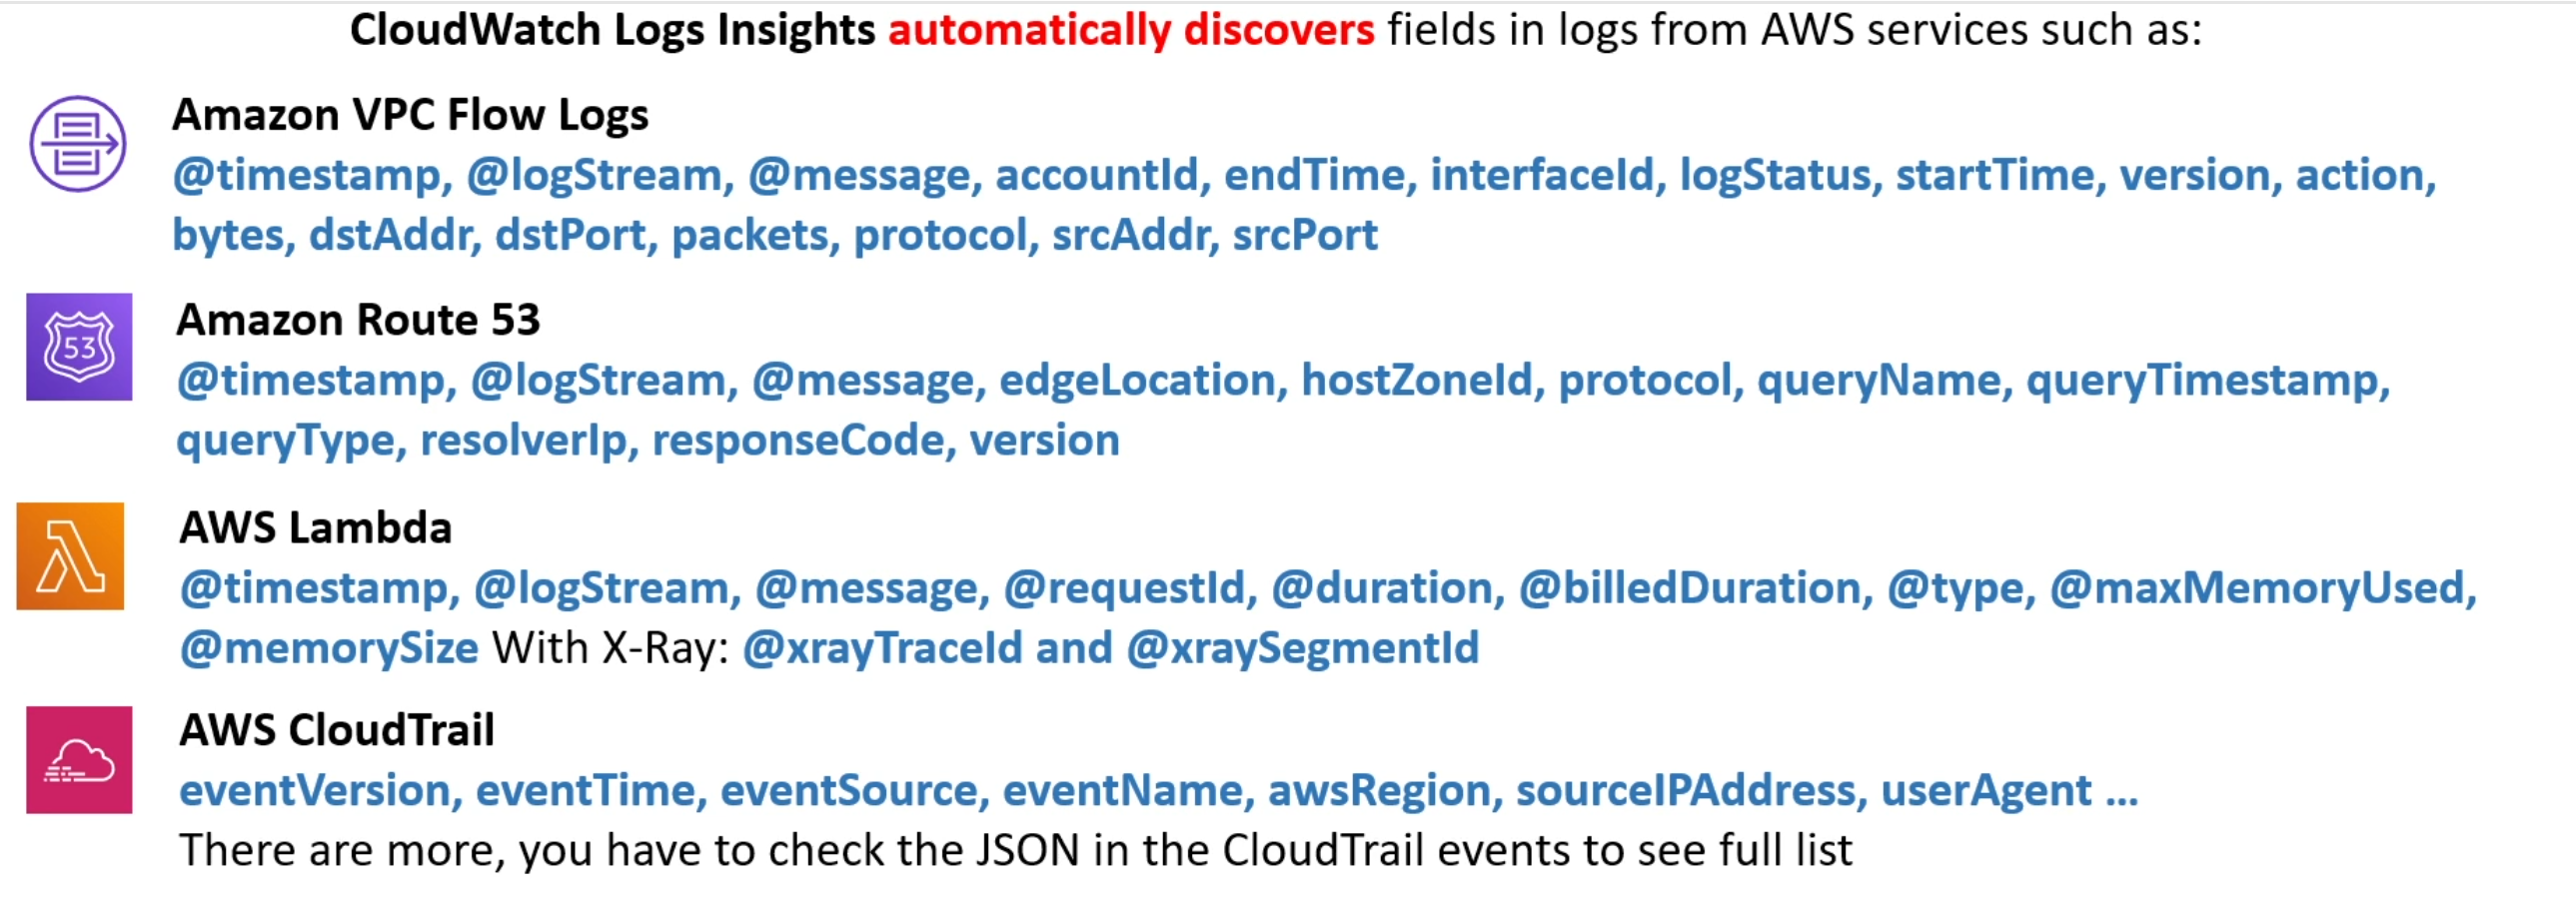 CloudWatch Logs Insights automatically discovers fields in logs from AWS services such as:
Amazon VPC Flow Logs
@timestamp, @logStream, @message, accountId, endTime, interfaceId, logStatus, startTime, version, action,
bytes, dstAddr, dstPort, packets, protocol, srcAddr, srcPort
53
Amazon Route 53
@timestamp, @logStream, @message, edgeLocation, hostZoneId, protocol, queryName, queryTimestamp,
queryType, resolverIp, responseCode, version
AWS Lambda
@timestamp, @logStream, @message, @requestId, @duration, @billedDuration, @type, @maxMemoryUsed,
@memorySize With X-Ray: @xrayTraceId and @xraySegmentId
AWS CloudTrail
eventVersion, eventTime, eventSource, eventName, awsRegion, sourceIPAddress, userAgent ...
There are more, you have to check the JSON in the CloudTrail events to see full list